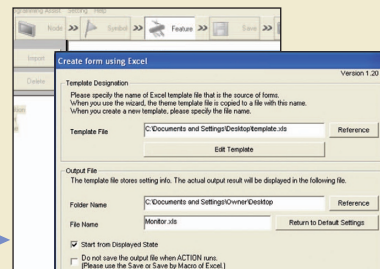 Setting Help
Node >> Symbol >> Feature >> Save >>
Import
Create form using Excel
Version 1.20
Delete
Template Designation
Please specify the name of Excel template file that is the source of forms.
When you use the wizard, the theme template file is copied to a file with this name.
When you create a new template, please specify the file name.
Template File C:\Documents and Settings\Desktop\template.xls Reference
Edit Template
Output File
The template file stores setting info. The actual output result will be displayed in the following file.
Folder Name C:\Documents and Settings\Owner\Desktop Reference
File Name Monitor.xls Return to Default Settings
Start from Displayed State
Do not save the output file when ACTION runs.
(Please use the Save or Save by Macro of Excel.)